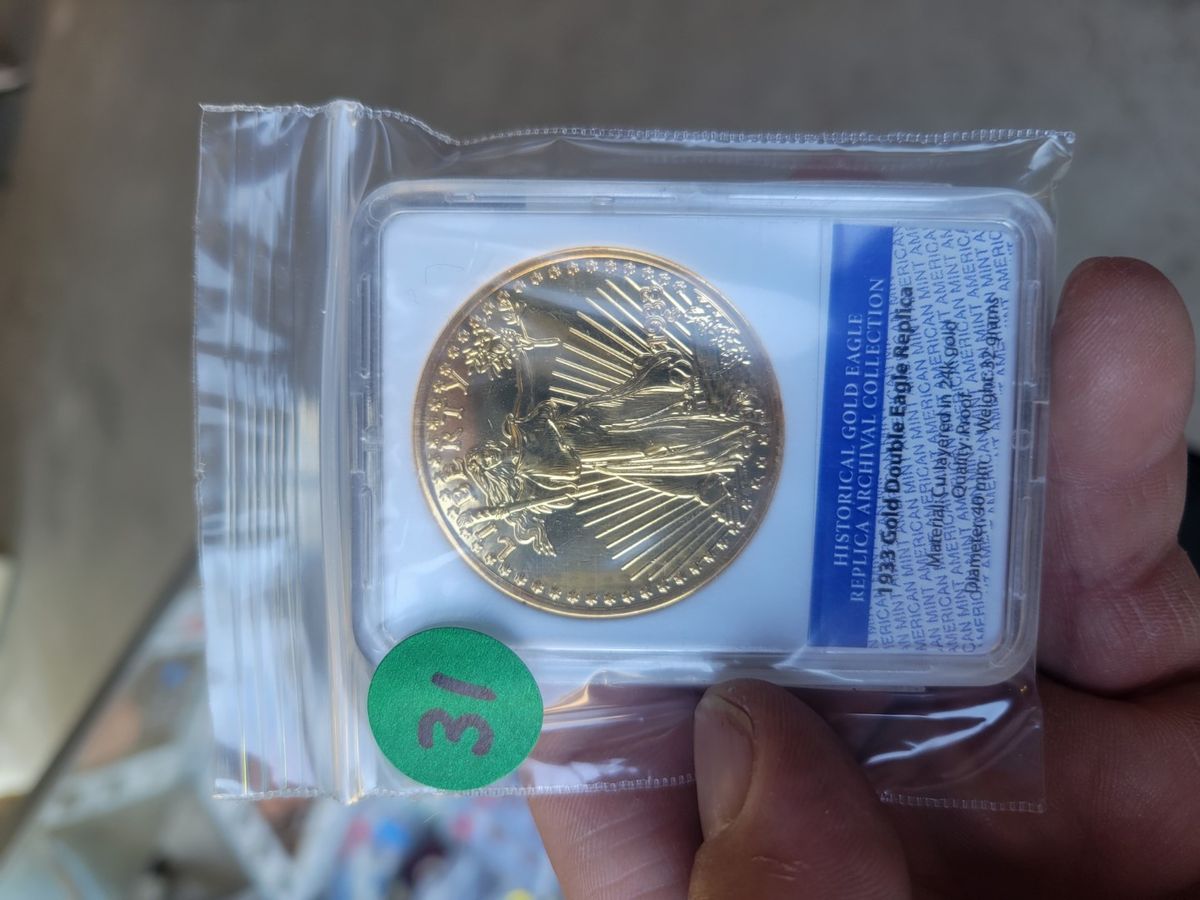 LIBERTY
1933
HISTORICAL GOLD EAGLE
REPLICA ARCHIVAL COLLECTION
1933 Gold Double Eagle Replica
Material: Cu layered in 24k gold
Quality: Proof
Diameter: 40 mm Weight: 32 grams
31